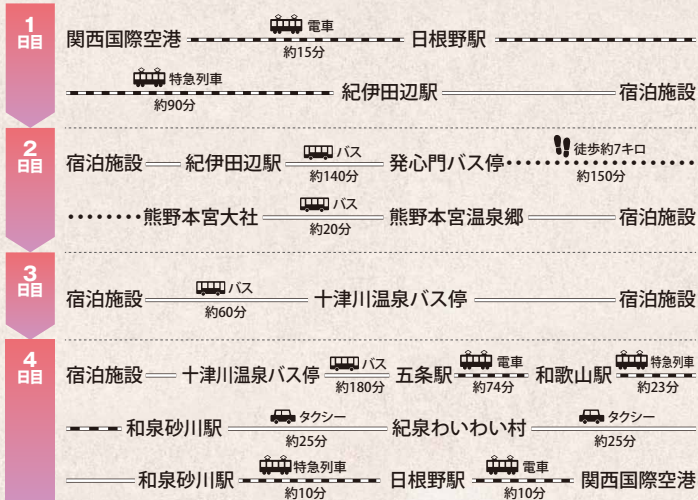 1
日目
電車
関西国際空港 日根野駅
約15分
特急列車
紀伊田辺駅 宿泊施設
約90分
2
日目
バス 徒歩約7キロ
宿泊施設 紀伊田辺駅 発心門バス停
約140分 約150分
バス
熊野本宮大社 熊野本宮温泉郷 宿泊施設
約20分
3
日目
バス
宿泊施設 十津川温泉バス停 宿泊施設
約60分
4
日目
バス 電車 特急列車
宿泊施設 十津川温泉バス停 五条駅 和歌山駅
約180分 約74分 約23分
タクシー タクシー
和泉砂川駅 紀泉わいわい村
約25分 約25分
特急列車 電車
和泉砂川駅 日根野駅 関西国際空港
約10分 約10分